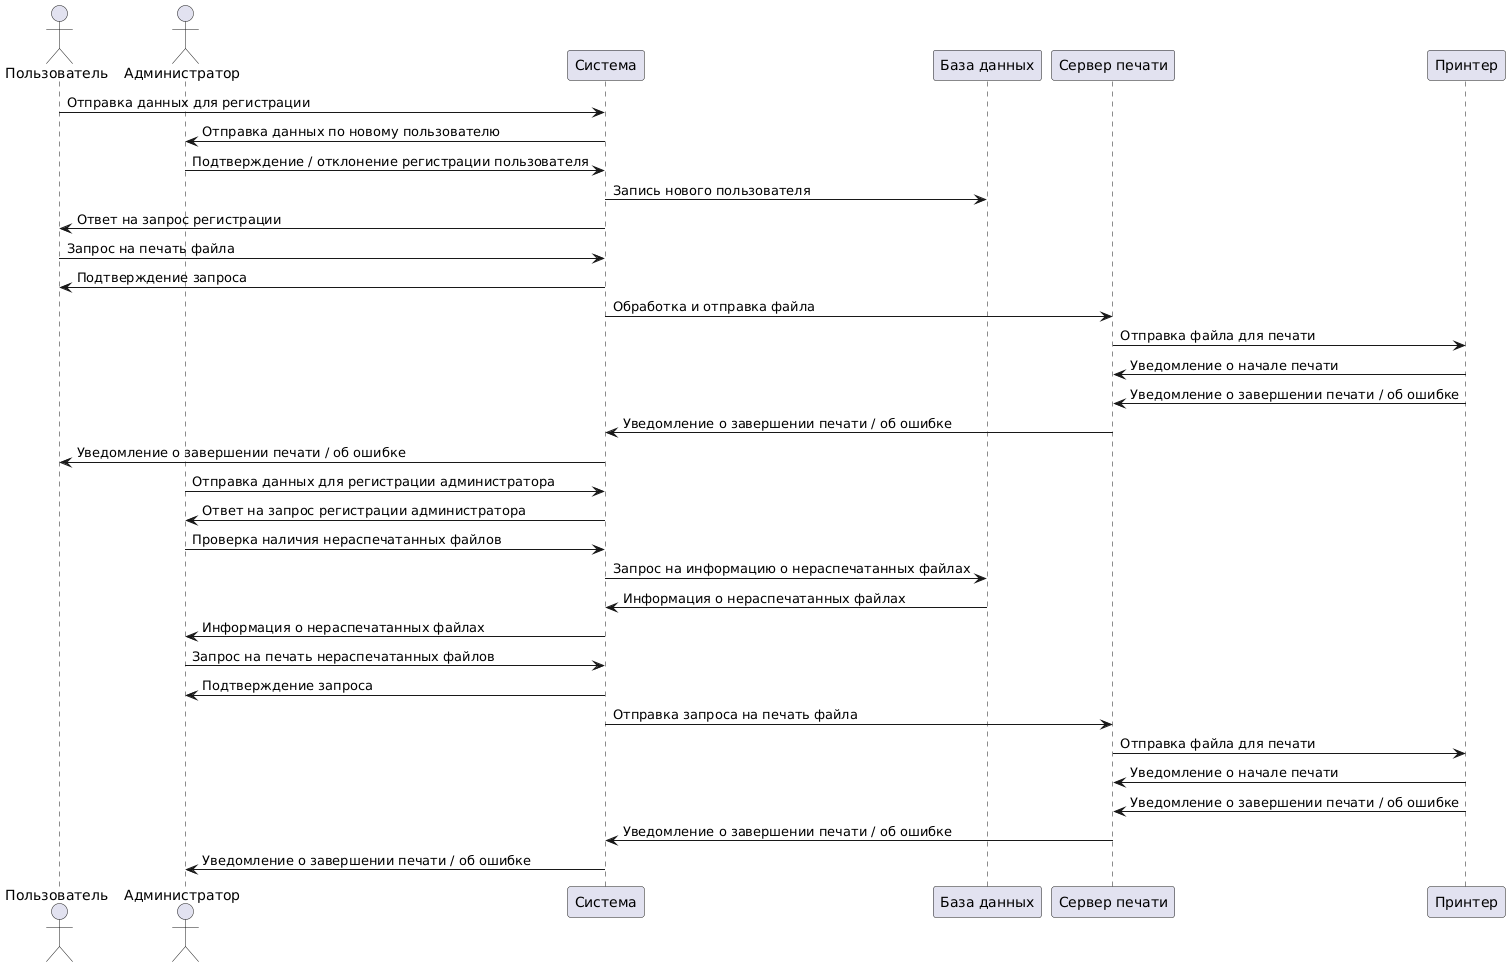 Пользователь
Администратор
Система
База данных
Сервер печати
Принтер
Отправка данных для регистрации
Отправка данных по новому пользователю
Подтверждение / отклонение регистрации пользователя
Запись нового пользователя
Ответ на запрос регистрации
Запрос на печать файла
Подтверждение запроса
Обработка и отправка файла
Отправка файла для печати
Уведомление о начале печати
Уведомление о завершении печати / об ошибке
Уведомление о завершении печати / об ошибке
Уведомление о завершении печати / об ошибке
Отправка данных для регистрации администратора
Ответ на запрос регистрации администратора
Проверка наличия нераспечатанных файлов
Запрос на информацию о нераспечатанных файлах
Информация о нераспечатанных файлах
Информация о нераспечатанных файлах
Запрос на печать нераспечатанных файлов
Подтверждение запроса
Отправка запроса на печать файла
Отправка файла для печати
Уведомление о начале печати
Уведомление о завершении печати / об ошибке
Уведомление о завершении печати / об ошибке
Уведомление о завершении печати / об ошибке
Пользователь
Администратор
Система
База данных
Сервер печати
Принтер